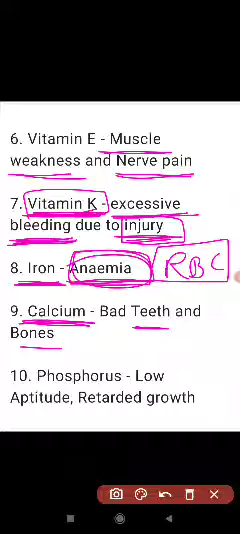 6. Vitamin E - Muscle
weakness and Nerve pain
7. Vitamin K - excessive
bleeding due to injury
8. Iron - Anaemia RBC
9. Calcium - Bad Teeth and
Bones
10. Phosphorus - Low
Aptitude, Retarded growth